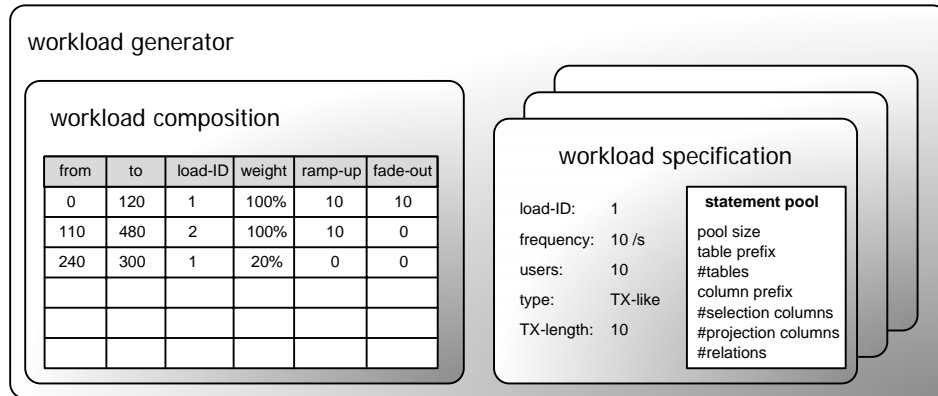 workload generator
workload composition
from to load-ID weight ramp-up fade-out
0 120 1 100% 10 10
110 480 2 100% 10 0
240 300 1 20% 0 0
workload specification
load-ID: 1
frequency: 10 /s
users: 10
type: TX-like
TX-length: 10
statement pool
pool size
table prefix
#tables
column prefix
#selection columns
#projection columns
#relations